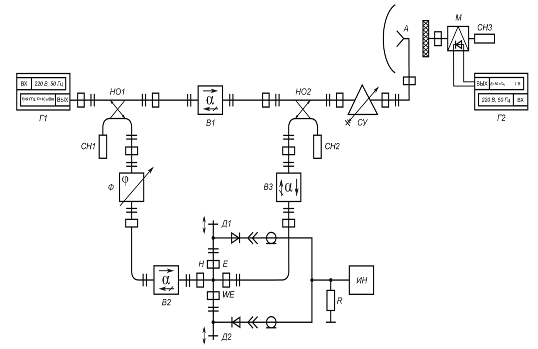 A
M
СН3
ВХ 220 В, 50 Гц
ВЫХ
Г1
НО1
α
В1
НО2
СУ
ВЫХ
220 В, 50 Гц ВХ
Г2
СН1
СН2
φ
Ф
В3 α
Д1
H E
α
В2
WE
ИН
R
Д2